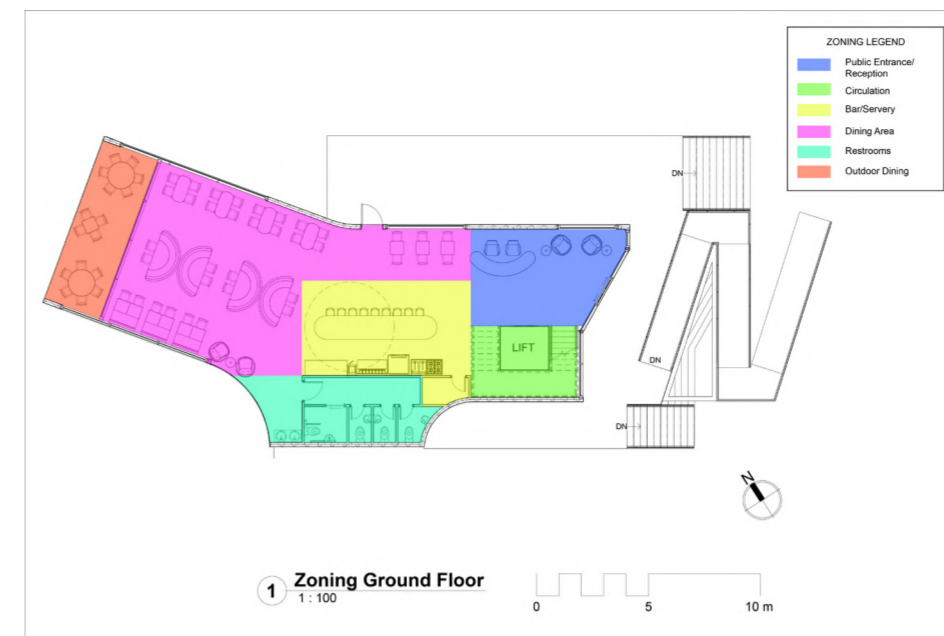 ZONING LEGEND
Public Entrance/
Reception
Circulation
Bar/Servery
Dining Area
Restrooms
Outdoor Dining
DN
LIFT
DN
DN
N
1 Zoning Ground Floor
1 : 100
0 5 10 m